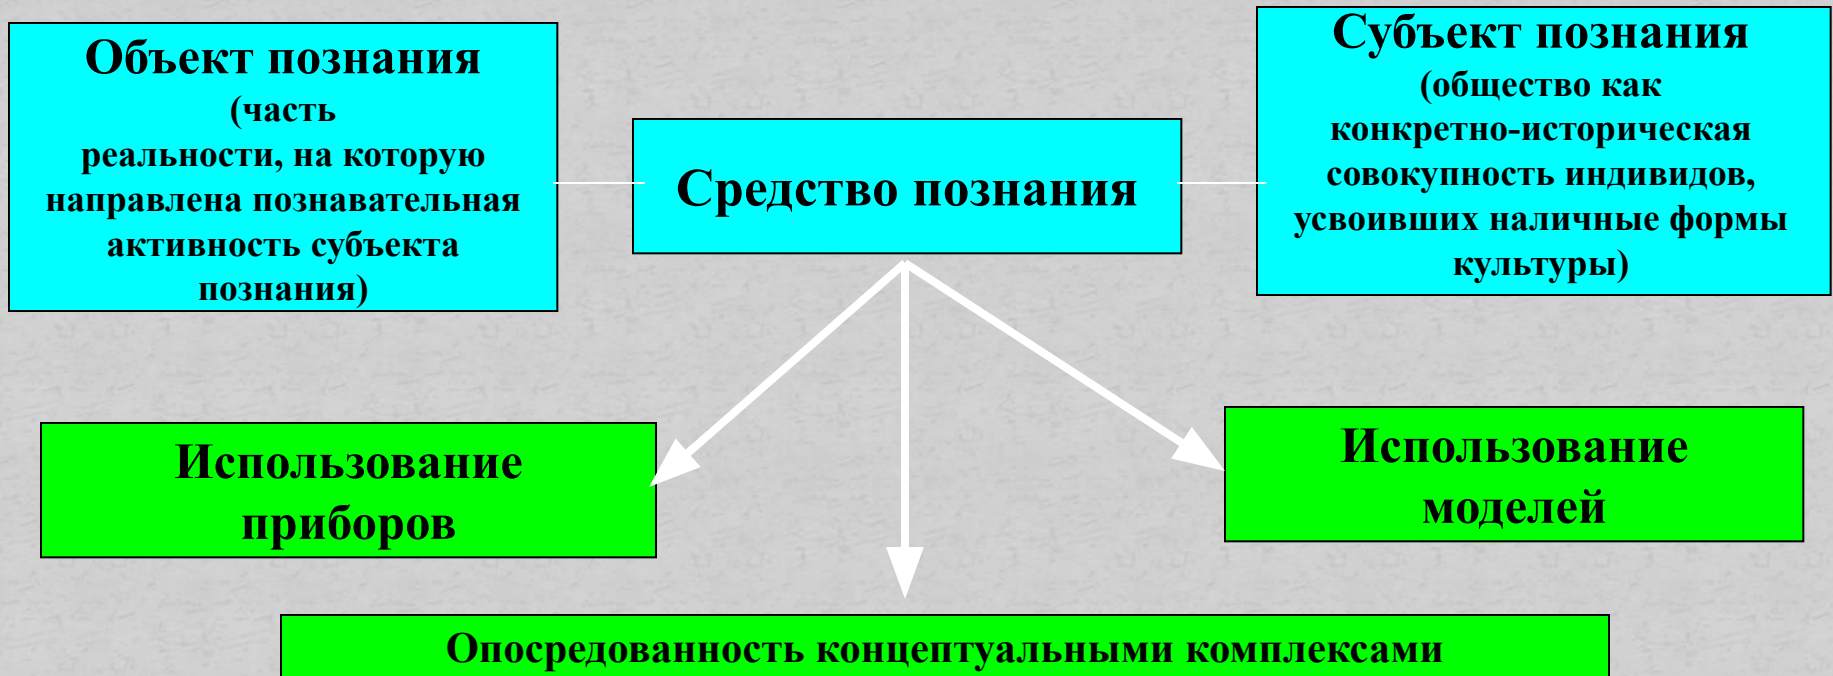 Объект познания
(часть
реальности, на которую
направлена познавательная
активность субъекта
познания)
Средство познания
Субъект познания
(общество как
конкретно-историческая
совокупность индивидов,
усвоивших наличные формы
культуры)
Использование
приборов
Использование
моделей
Опосредованность концептуальными комплексами